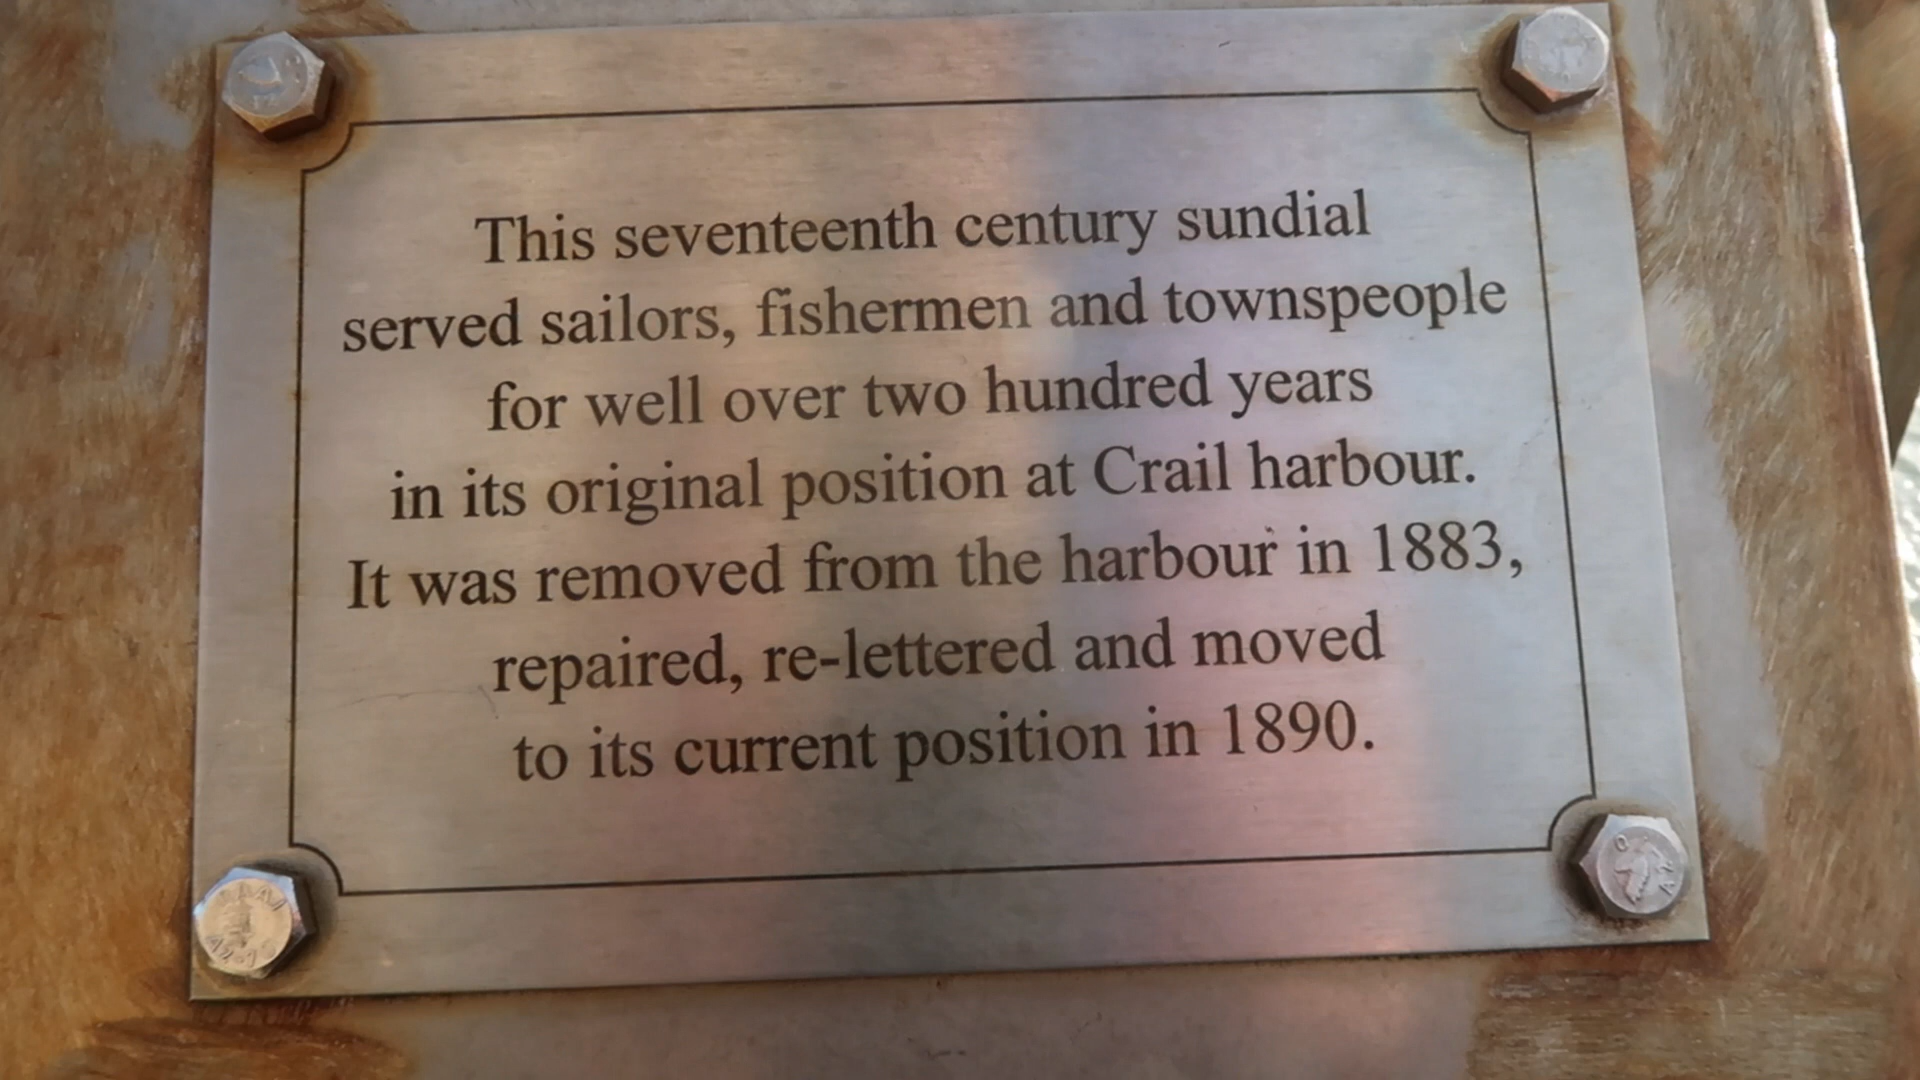 This seventeenth century sundial
served sailors, fishermen and townspeople
for well over two hundred years
in its original position at Crail harbour.
It was removed from the harbour in 1883,
repaired, re-lettered and moved
to its current position in 1890.